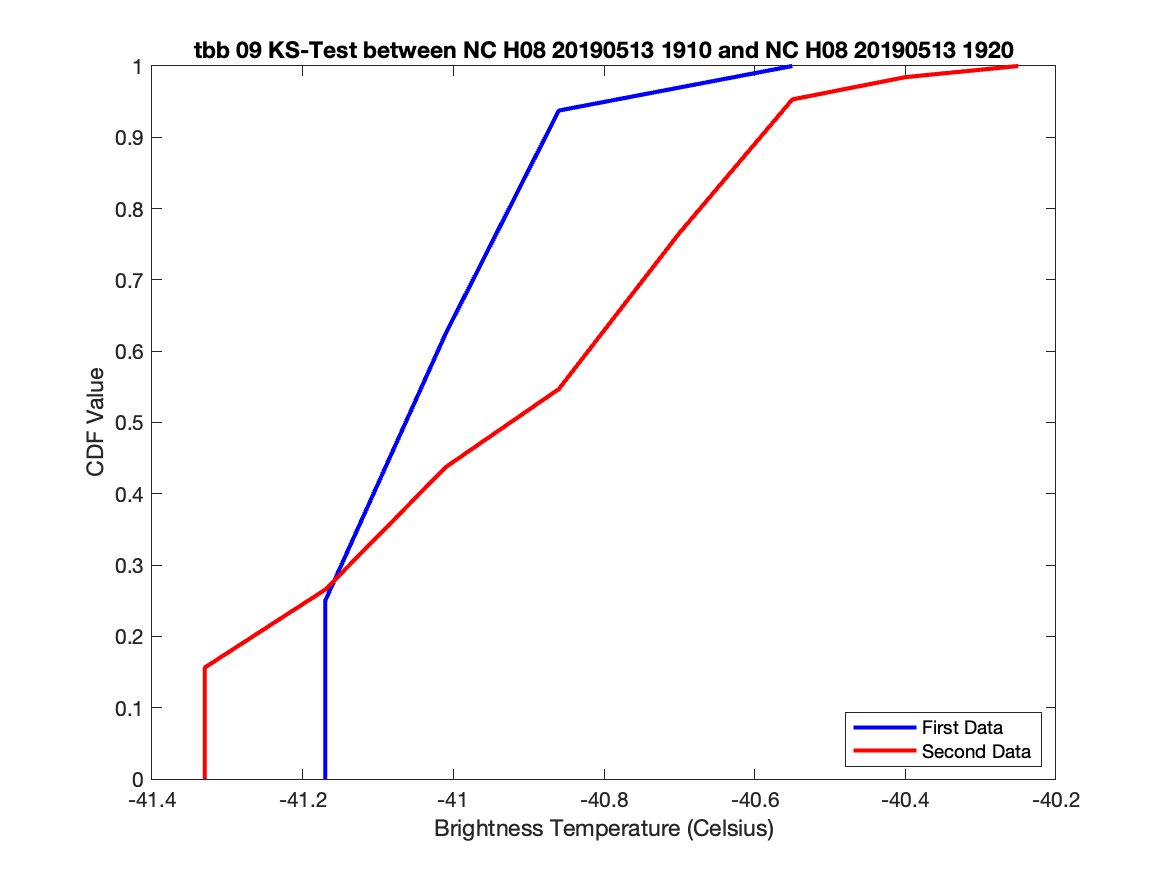 tbb 09 KS-Test between NC H08 20190513 1910 and NC H08 20190513 1920
1
0.9
0.8
0.7
0.6
0.5
0.4
0.3
0.2
0.1
0
CDF Value
First Data
Second Data
-41.4 -41.2 -41 -40.8 -40.6 -40.4 -40.2
Brightness Temperature (Celsius)